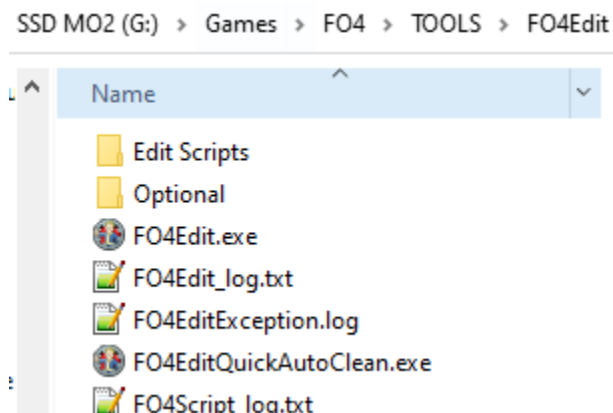 SSD MO2 (G:) > Games > FO4 > TOOLS > FO4Edit
Name
Edit Scripts
Optional
FO4Edit.exe
FO4Edit_log.txt
FO4EditException.log
FO4EditQuickAutoClean.exe
FO4Script_log.txt